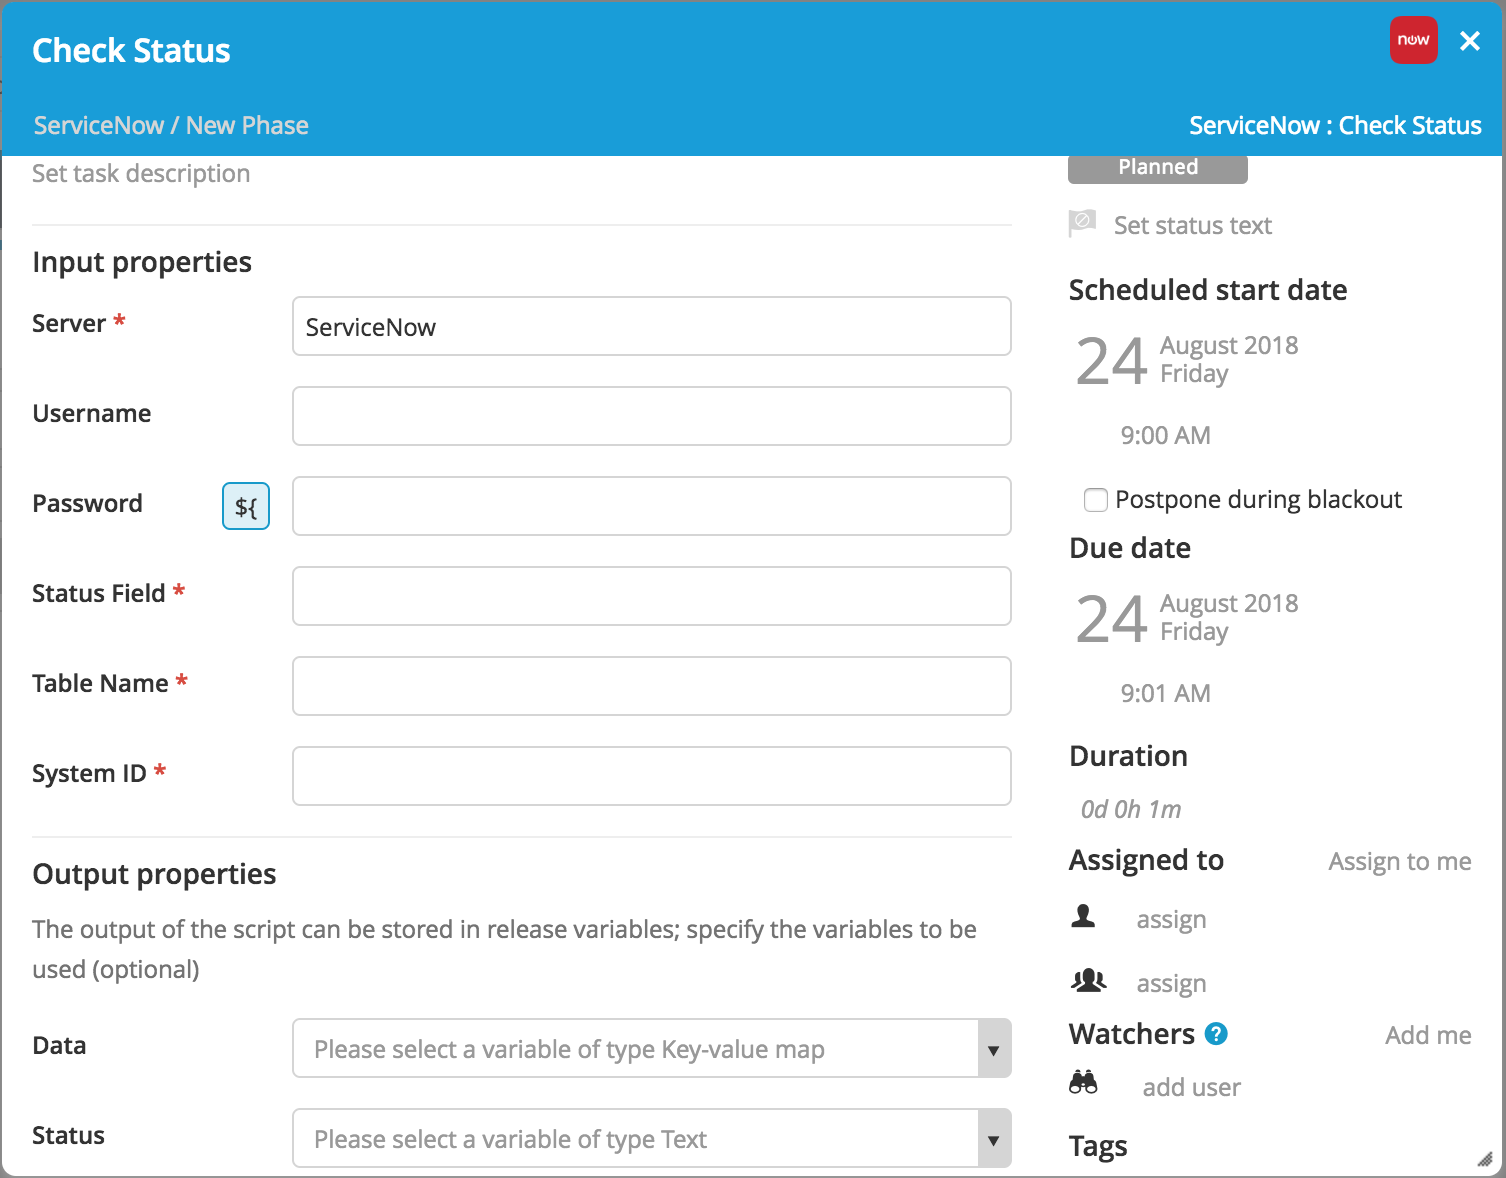 Check Status
now
ServiceNow / New Phase
ServiceNow : Check Status
Set task description
Input properties
Server *
ServiceNow
Username
Password
${
Status Field *
Table Name *
System ID *
Output properties
The output of the script can be stored in release variables; specify the variables to be
used (optional)
Data
Please select a variable of type Key-value map
Status
Please select a variable of type Text
Planned
Set status text
Scheduled start date
24
August 2018
Friday
9:00 AM
Postpone during blackout
Due date
24
August 2018
Friday
9:01 AM
Duration
0d 0h 1m
Assigned to
Assign to me
assign
assign
Watchers ?
Add me
add user
Tags